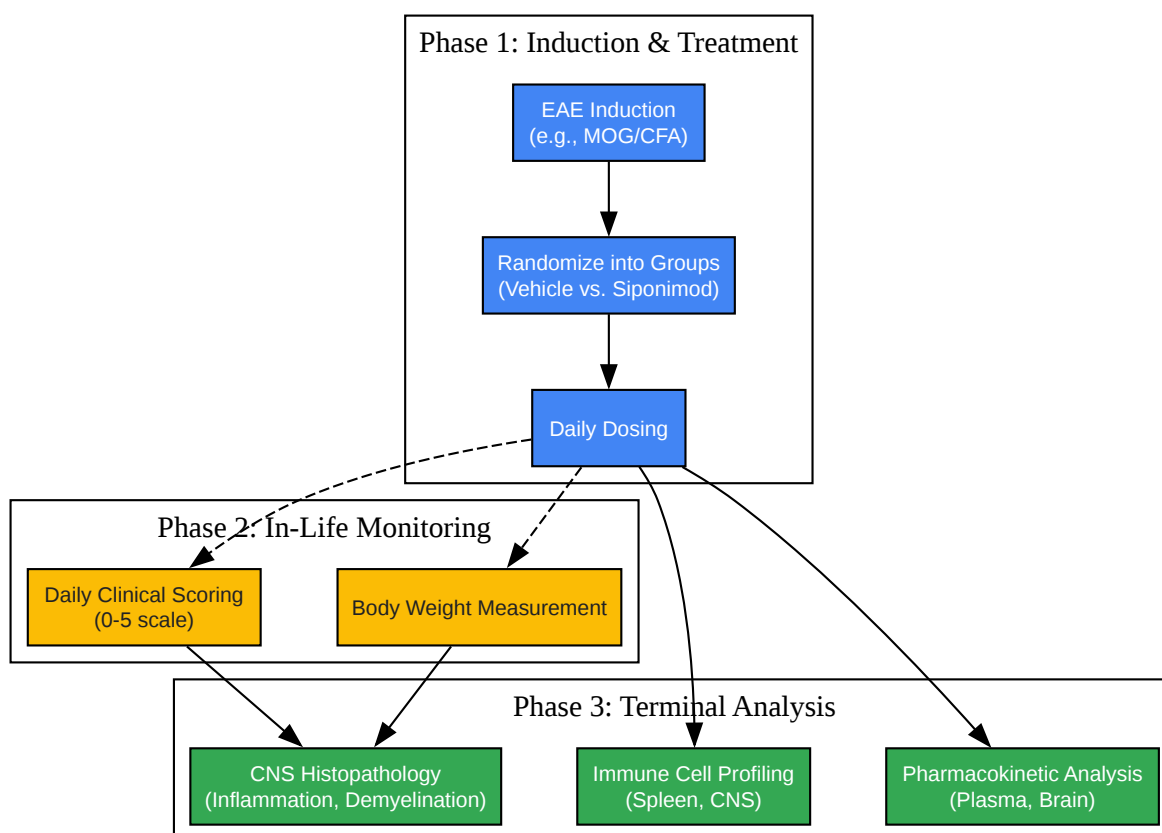 Phase 1: Induction & Treatment
EAE Induction
(e.g., MOG/CFA)
Randomize into Groups
(Vehicle vs. Siponimod)
Daily Dosing
Phase 2: In-Life Monitoring
Daily Clinical Scoring
(0-5 scale)
Body Weight Measurement
Phase 3: Terminal Analysis
CNS Histopathology
(Inflammation, Demyelination)
Immune Cell Profiling
(Spleen, CNS)
Pharmacokinetic Analysis
(Plasma, Brain)